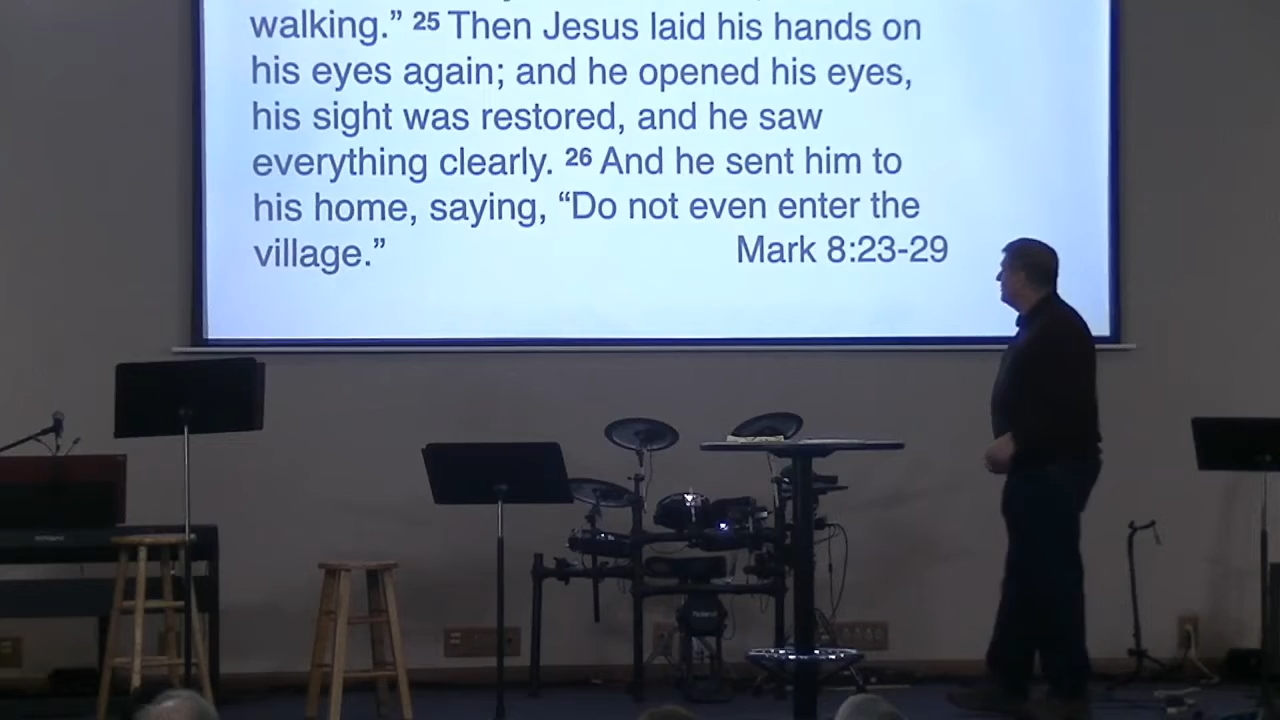 walking.” 25 Then Jesus laid his hands on
his eyes again; and he opened his eyes,
his sight was restored, and he saw
everything clearly. 26 And he sent him to
his home, saying, “Do not even enter the
village.” Mark 8:23-29
Roland